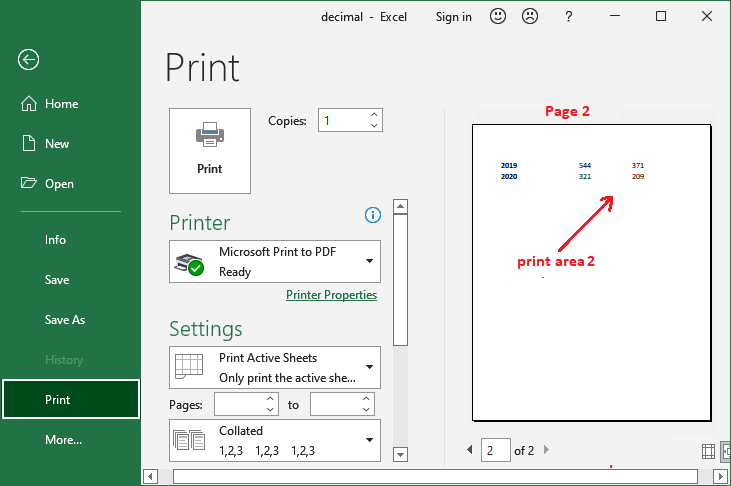 decimal - Excel Sign in ?
Print
Home
New
Open
Info
Save
Save As
History
Print
More...
Print
Copies: 1
Printer
Microsoft Print to PDF
Ready
Printer Properties
Settings
Print Active Sheets
Only print the active she...
Pages: to
Collated
1,2,3 1,2,3 1,2,3
Page 2
2019 544 371
2020 321 209
print area 2
2 of 2